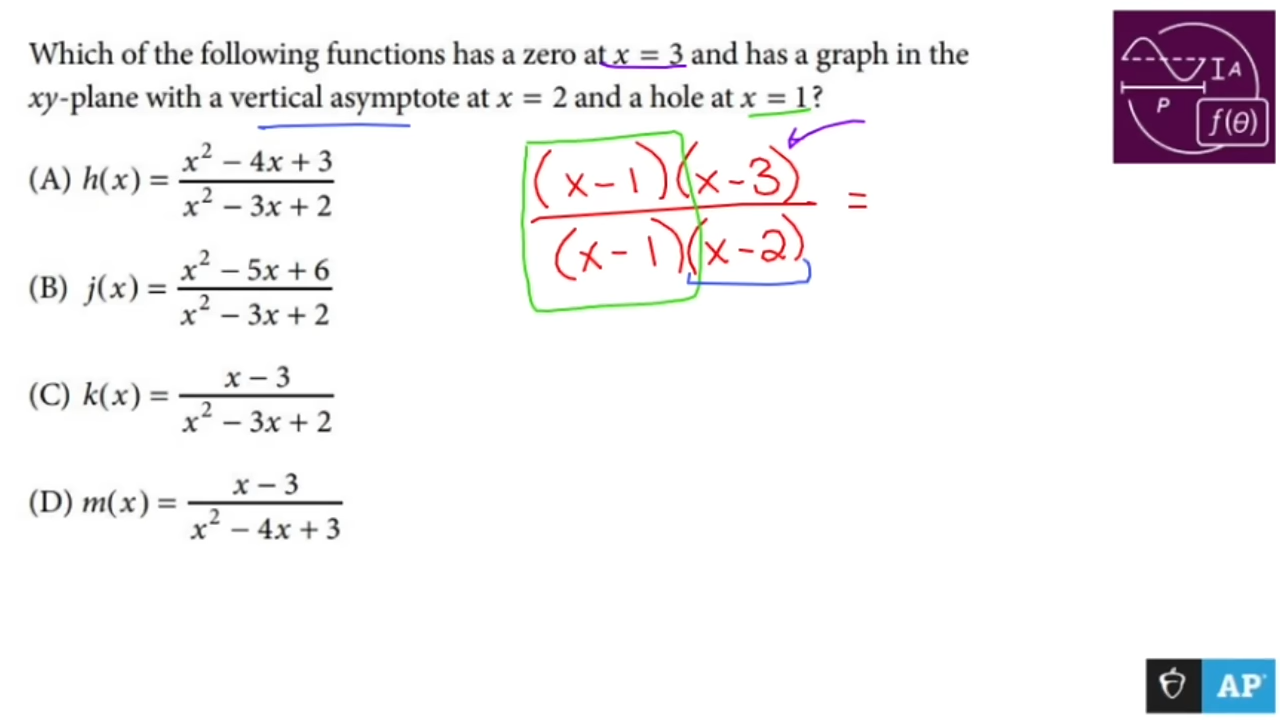 Which of the following functions has a zero at x = 3 and has a graph in the
xy-plane with a vertical asymptote at x = 2 and a hole at x = 1?
(A) h(x) = (x² − 4x + 3)/(x² − 3x + 2)
(B) j(x) = (x² − 5x + 6)/(x² − 3x + 2)
(C) k(x) = (x − 3)/(x² − 3x + 2)
(D) m(x) = (x − 3)/(x² − 4x + 3)
(x-1)(x-3)
(x-1)(x-2)
=
A
P
f(θ)
AP